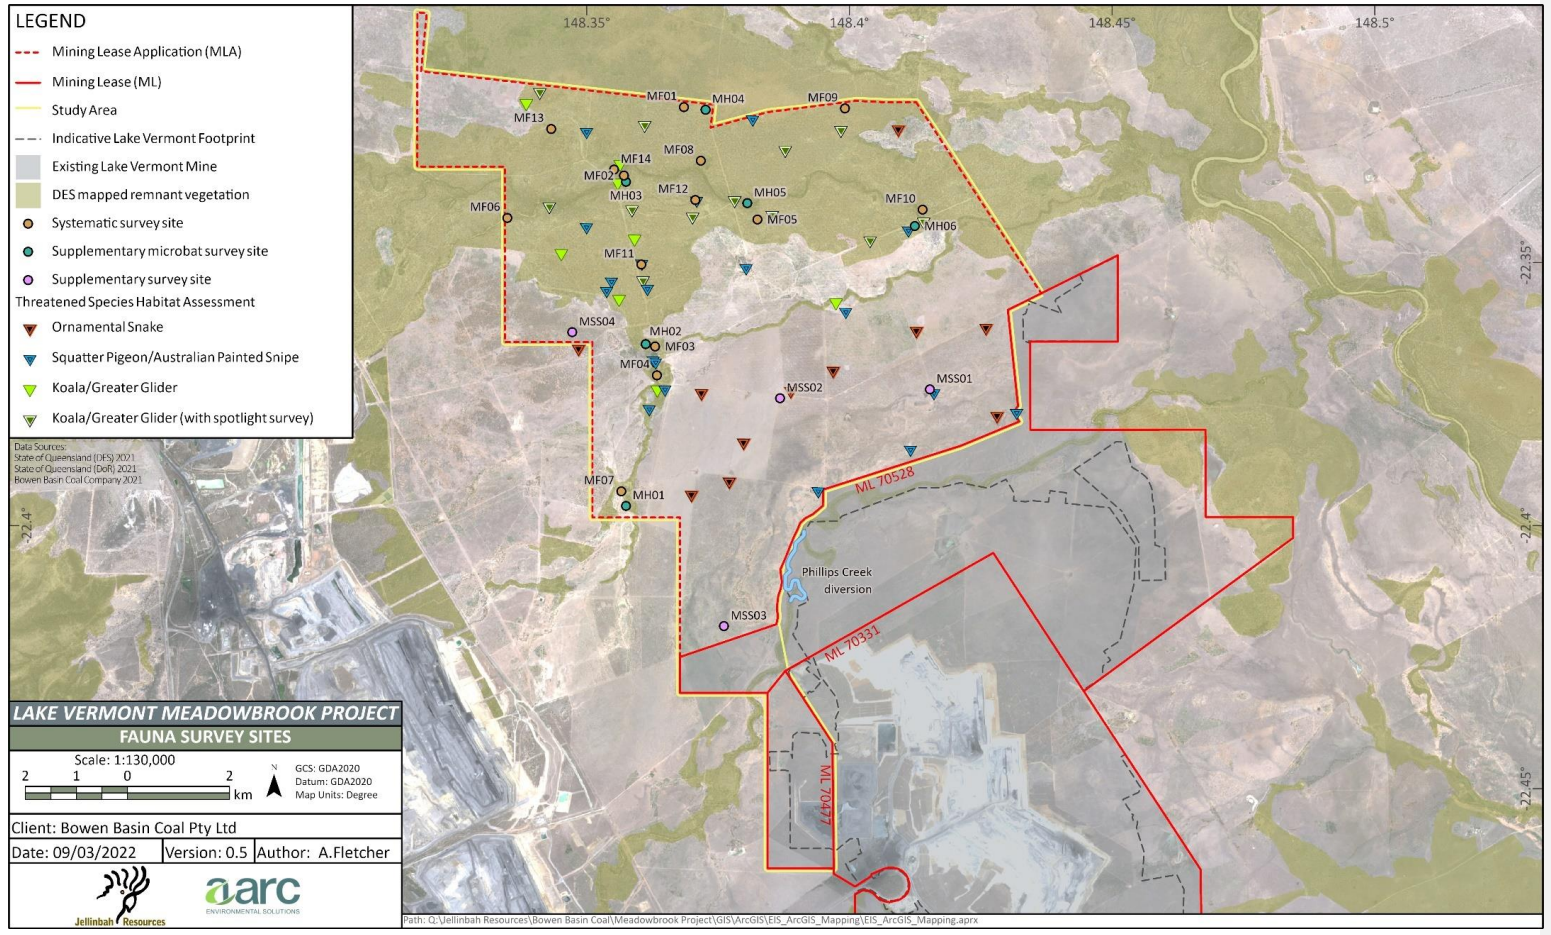 LEGEND
Mining Lease Application (MLA)
Mining Lease (ML)
Study Area
Indicative Lake Vermont Footprint
Existing Lake Vermont Mine
DES mapped remnant vegetation
Systematic survey site
Supplementary microbat survey site
Supplementary survey site
Threatened Species Habitat Assessment
Ornamental Snake
Squatter Pigeon/Australian Painted Snipe
Koala/Greater Glider
Koala/Greater Glider (with spotlight survey)
Data Sources:
State of Queensland (DES) 2021
State of Queensland (DoR) 2021
Bowen Basin Coal Company 2021
148.35°
148.4°
148.45°
148.5°
MF01
MH04
MF09
MF13
MF14
MF08
MF02
MH03
MF12
MH05
MF10
MF06
MF05
MH06
MF11
-22.35°
MSS04
MH02
MF03
MF04
MSS02
MSS01
MF07
MH01
ML 70528
-22.4°
-22.4°
Phillips Creek
diversion
MSS03
ML 70331
ML 70477
-22.45°
LAKE VERMONT MEADOWBROOK PROJECT
FAUNA SURVEY SITES
Scale: 1:130,000
2 1 0 2
km
N
GCS: GDA2020
Datum: GDA2020
Map Units: Degree
Client: Bowen Basin Coal Pty Ltd
Date: 09/03/2022 Version: 0.5 Author: A.Fletcher
Jellinbah Resources
aarc
ENVIRONMENTAL SOLUTIONS
Path: Q:\Jellinbah Resources\Bowen Basin Coal\Meadowbrook Project\GIS\ArcGIS\EIS_ArcGIS_Mapping\EIS_ArcGIS_Mapping.aprx